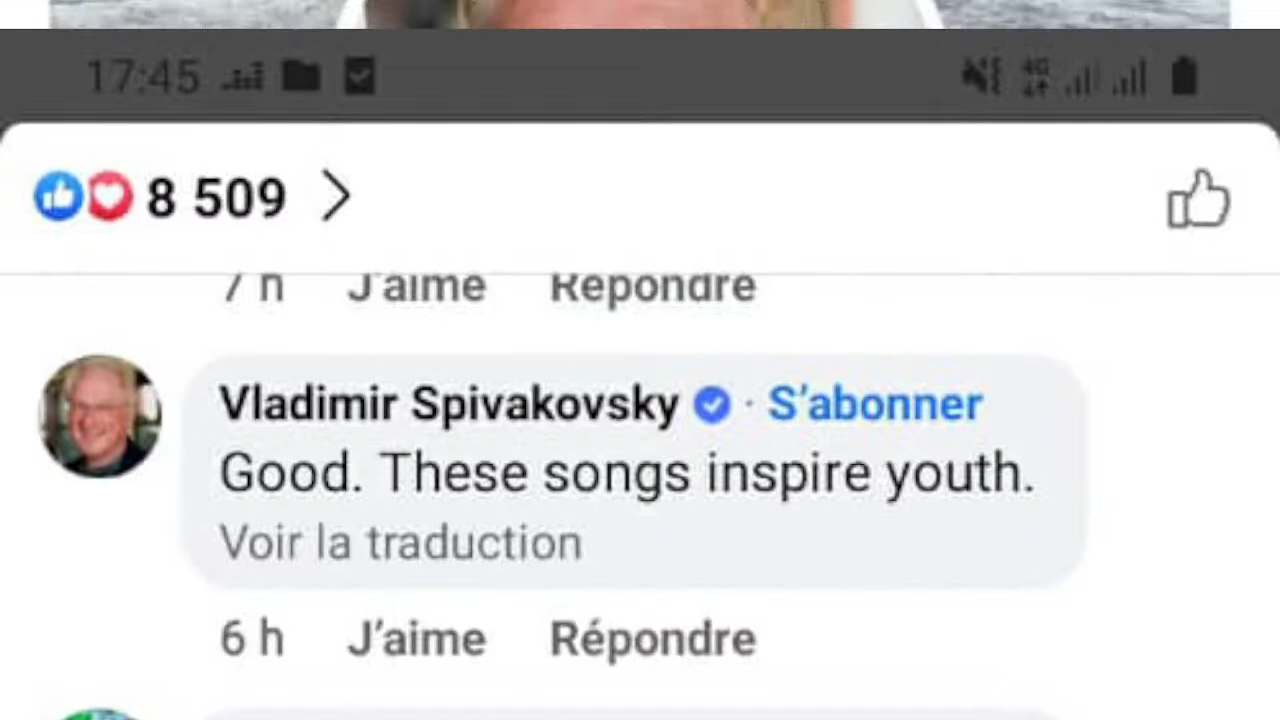 17:45
4G
8 509
7 h J'aime Répondre
Vladimir Spivakovsky · S'abonner
Good. These songs inspire youth.
Voir la traduction
6 h J'aime Répondre